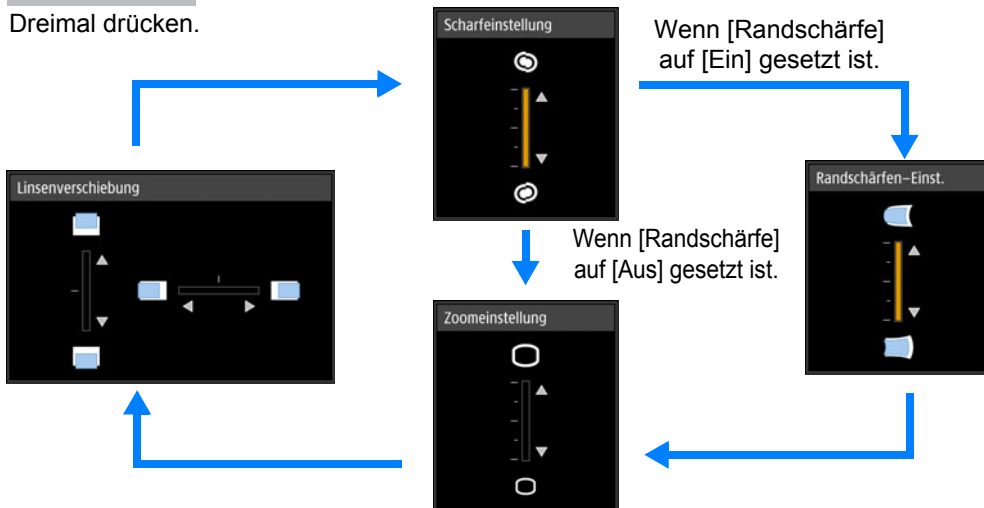 Dreimal drücken.
Scharfeinstellung
Wenn [Randschärfe]
auf [Ein] gesetzt ist.
Linsenverschiebung
Randschärfen–Einst.
Wenn [Randschärfe]
auf [Aus] gesetzt ist.
Zoomeinstellung